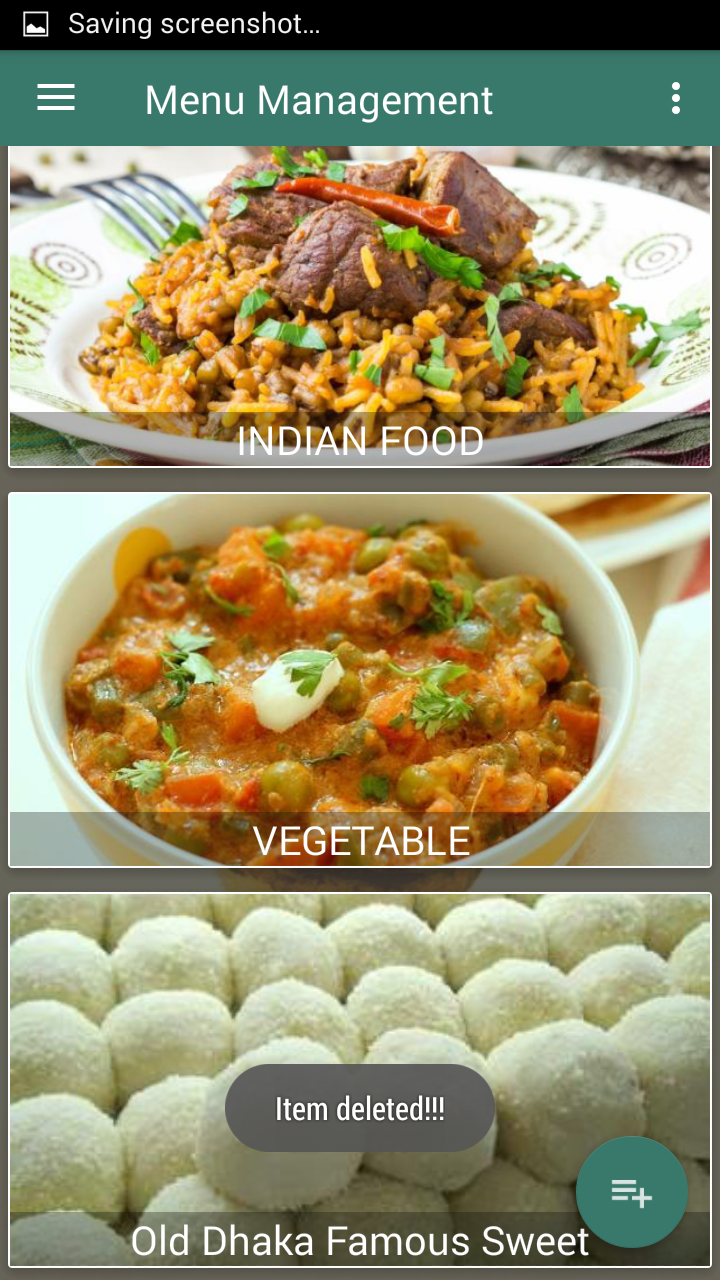 Saving screenshot...
Menu Management
INDIAN FOOD
VEGETABLE
Item deleted!!!
Old Dhaka Famous Sweet